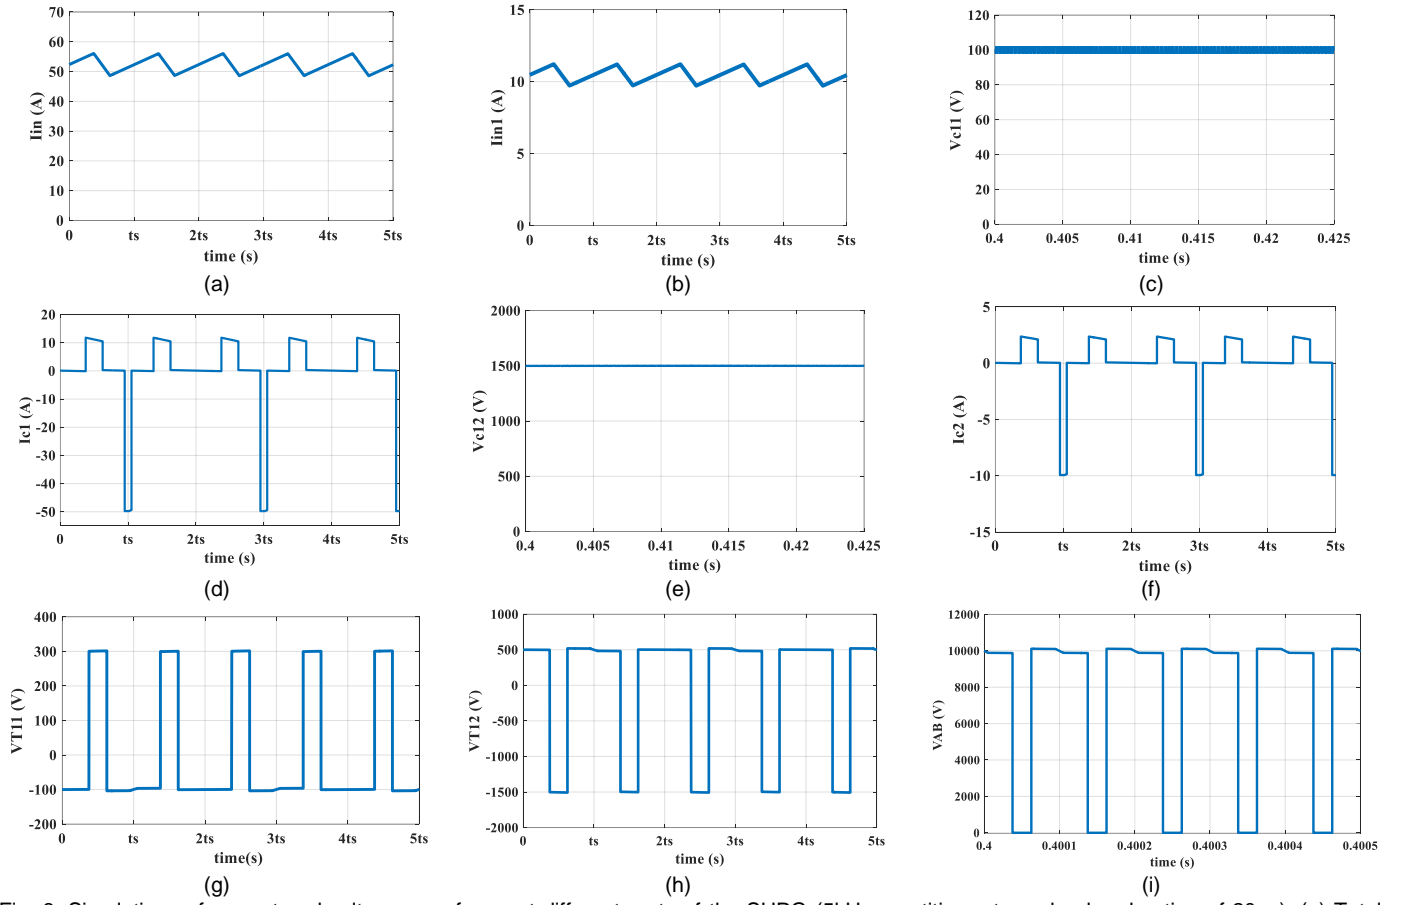 70
60
50
40
30
20
10
0
Iin (A)
0 ts 2ts 3ts 4ts 5ts
time (s)
(a)
15
10
5
0
Iin1 (A)
0 ts 2ts 3ts 4ts 5ts
time (s)
(b)
120
100
80
60
40
20
0
Vc11 (V)
0.4 0.405 0.41 0.415 0.42 0.425
time (s)
(c)
20
10
0
-10
-20
-30
-40
-50
Ic1 (A)
0 ts 2ts 3ts 4ts 5ts
time (s)
(d)
2000
1500
1000
500
0
Vc12 (V)
0.4 0.405 0.41 0.415 0.42 0.425
time (s)
(e)
5
0
-5
-10
-15
Ic2 (A)
0 ts 2ts 3ts 4ts 5ts
time (s)
(f)
400
300
200
100
0
-100
-200
VT11 (V)
0 ts 2ts 3ts 4ts 5ts
time(s)
(g)
1000
500
0
-500
-1000
-1500
-2000
VT12 (V)
0 ts 2ts 3ts 4ts 5ts
time (s)
(h)
12000
10000
8000
6000
4000
2000
0
VAB (V)
0.4 0.4001 0.4002 0.4003 0.4004 0.4005
time (s)
(i)